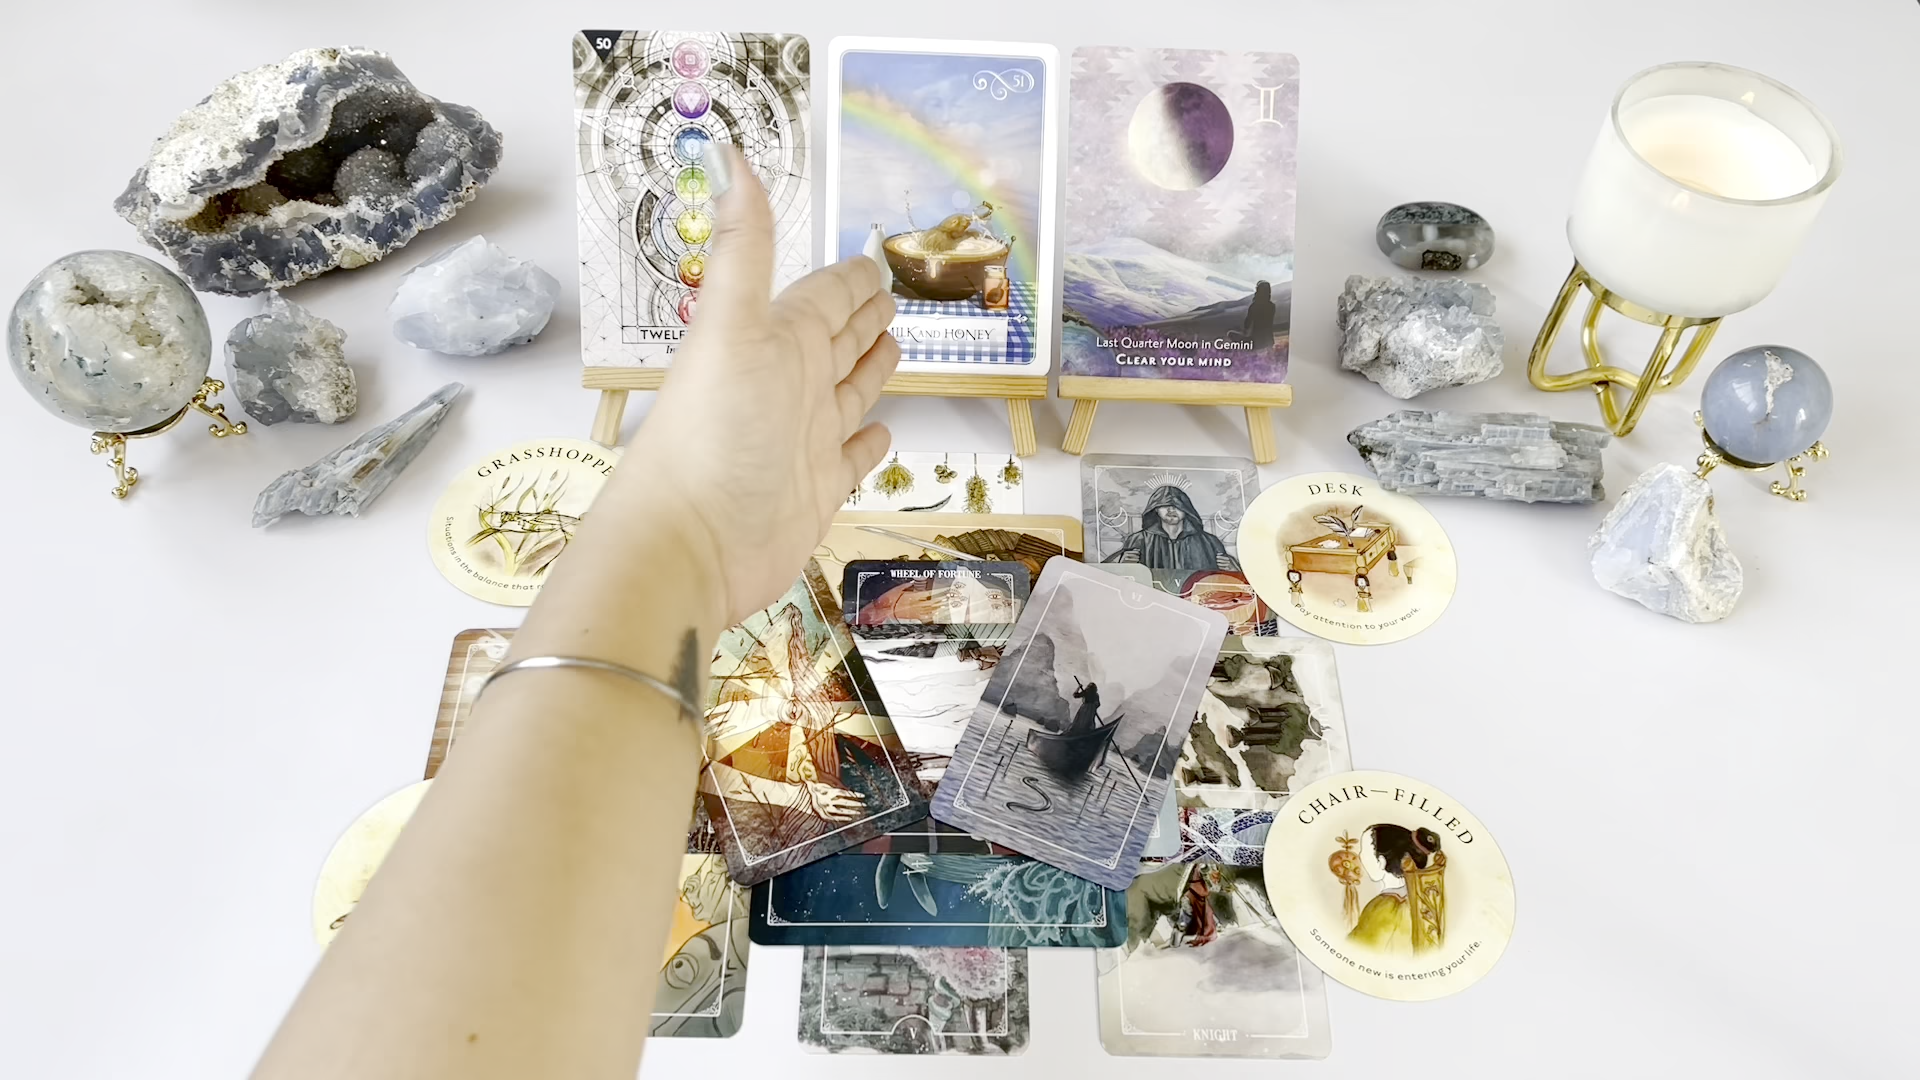 50
TWELF
In
51
MILK AND HONEY
Last Quarter Moon in Gemini
CLEAR YOUR MIND
GRASSHOPPE
Situations in the balance that
DESK
Pay attention to your work.
WHEEL OF FORTUNE
V
VI
CHAIR—FILLED
Someone new is entering your life.
V
KNIGHT